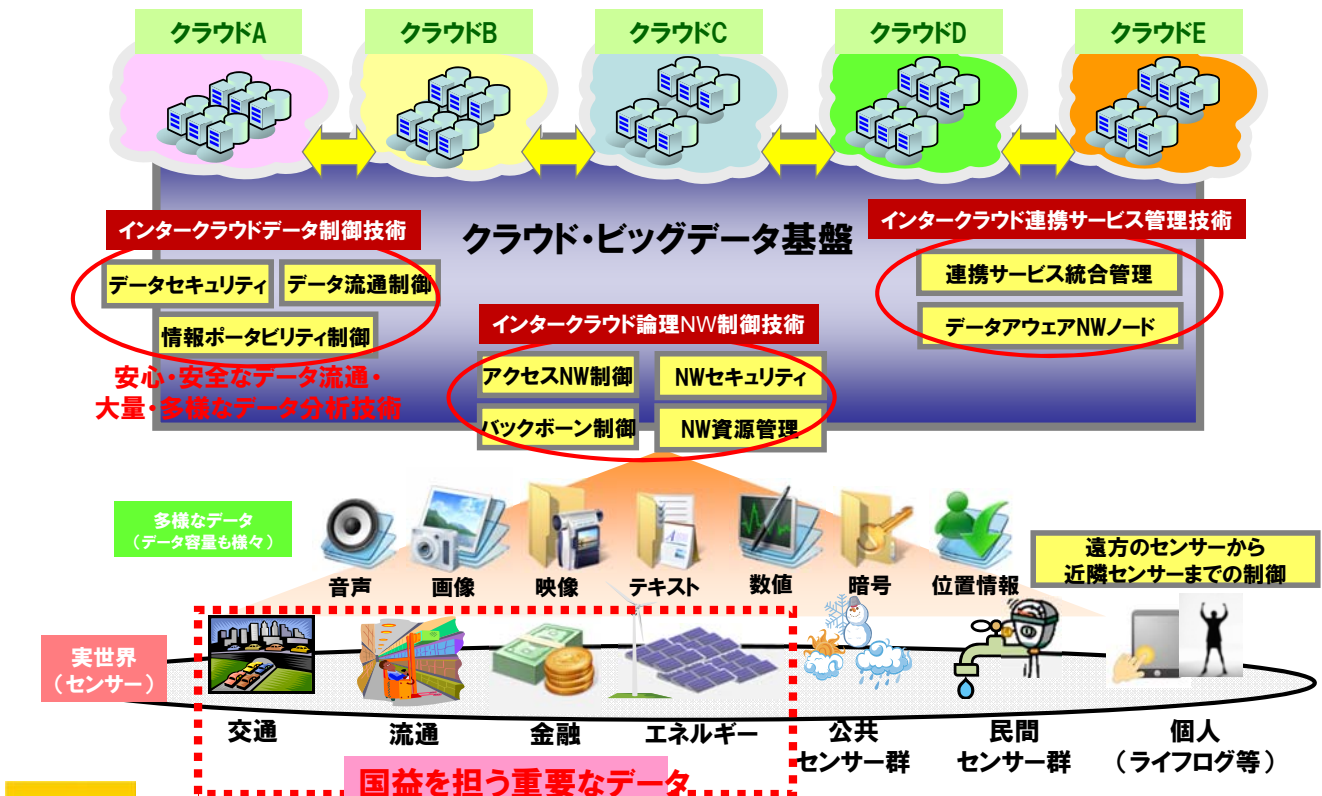 クラウドA
クラウドB
クラウドC
クラウドD
クラウドE
インタークラウドデータ制御技術
クラウド・ビッグデータ基盤
インタークラウド連携サービス管理技術
データセキュリティ
データ流通制御
情報ポータビリティ制御
連携サービス統合管理
データアウェアNWノード
インタークラウド論理NW制御技術
アクセスNW制御
NWセキュリティ
バックボーン制御
NW資源管理
安心・安全なデータ流通・
大量・多様なデータ分析技術
多様なデータ
（データ容量も様々）
音声
画像
映像
テキスト
数値
暗号
位置情報
遠方のセンサーから
近隣センサーまでの制御
実世界
（センサー）
交通
流通
金融
エネルギー
公共
センサー群
民間
センサー群
個人
（ライフログ等）
国益を担う重要なデータ